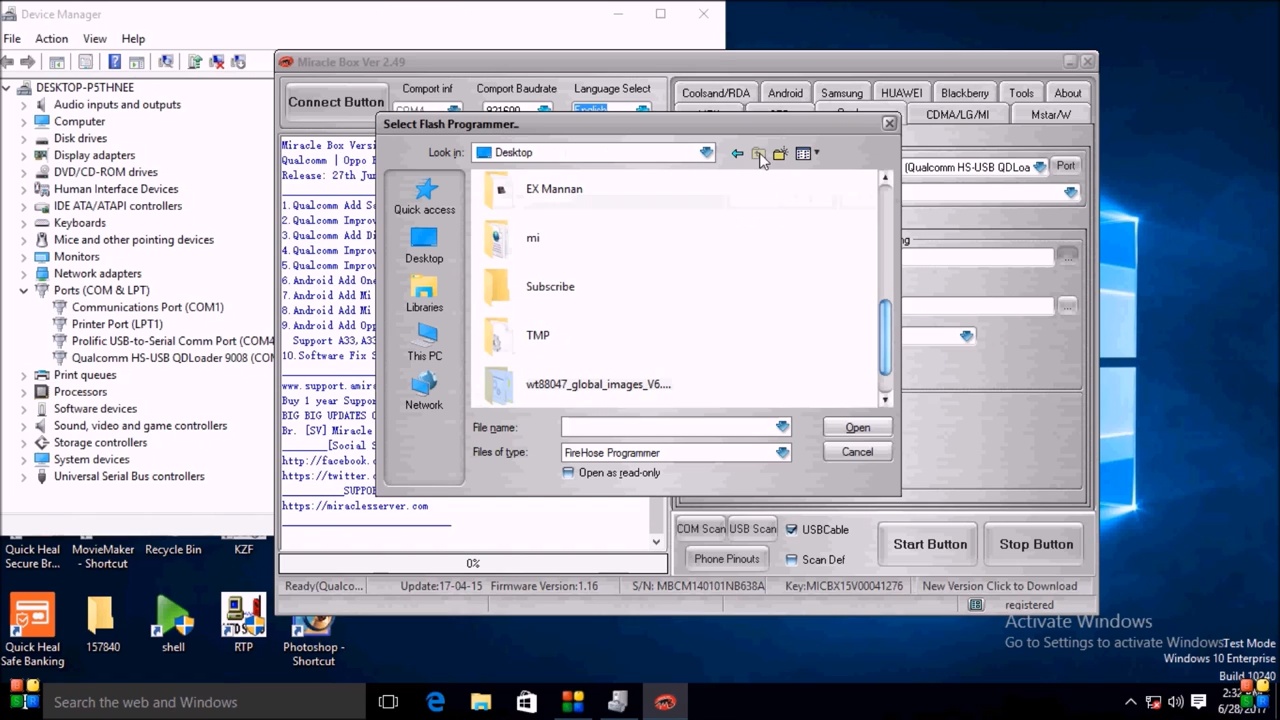 Device Manager
File Action View Help
DESKTOP-P5THNEE
Audio inputs and outputs
Computer
Disk drives
Display adapters
DVD/CD-ROM drives
Human Interface Devices
IDE ATA/ATAPI controllers
Keyboards
Mice and other pointing devices
Monitors
Network adapters
Ports (COM & LPT)
Communications Port (COM1)
Printer Port (LPT1)
Prolific USB-to-Serial Comm Port (COM4
Qualcomm HS-USB QDLoader 9008 (COM
Print queues
Processors
Software devices
Sound, video and game controllers
Storage controllers
System devices
Universal Serial Bus controllers
Miracle Box Ver 2.49
Connect Button
Comport inf
Comport Baudrate
Language Select
COM4
921600
English
Coolsand/RDA Android Samsung HUAWEI Blackberry Tools About
CDMA/LG/MI Mstar/W
(Qualcomm HS-USB QDLoa
Port
Miracle Box Versi
Qualcomm | Oppo
Release: 27th Jun
1.Qualcomm Add S
2.Qualcomm Improv
3.Qualcomm Add Di
4.Qualcomm Improv
5.Qualcomm Improv
6.Android Add One
7.Android Add Mi
8.Android Add Vi
9.Android Add Opp
Support A33,A33
10.Software Fix S
www.support.amira
Buy 1 year Suppor
BIG BIG UPDATES C
Br. [SV] Miracle
[Social S
http://facebook.c
https://twitter.c
SUPPO
https://miraclesserver.com
Select Flash Programmer..
Look in:
Desktop
Quick access
Desktop
Libraries
This PC
Network
EX Mannan
mi
Subscribe
TMP
wt88047_global_images_V6....
File name:
Open
Files of type:
FireHose Programmer
Cancel
Open as read-only
...
...
0%
COM Scan
USB Scan
USBCable
Phone Pinouts
Scan Def
Start Button
Stop Button
Ready(Qualco...
Update:17-04-15
Firmware Version:1.16
S/N: MBCM140101NB638A
Key:MICBX15V00041276
New Version Click to Download
registered
Quick Heal
Secure Br...
MovieMaker
- Shortcut
Recycle Bin
KZF
Quick Heal
Safe Banking
157840
shell
RTP
Photoshop -
Shortcut
Activate Windows
Go to Settings to activate Windows.
Test Mode
Windows 10 Enterprise
Build 10240
Search the web and Windows
6/28/2017